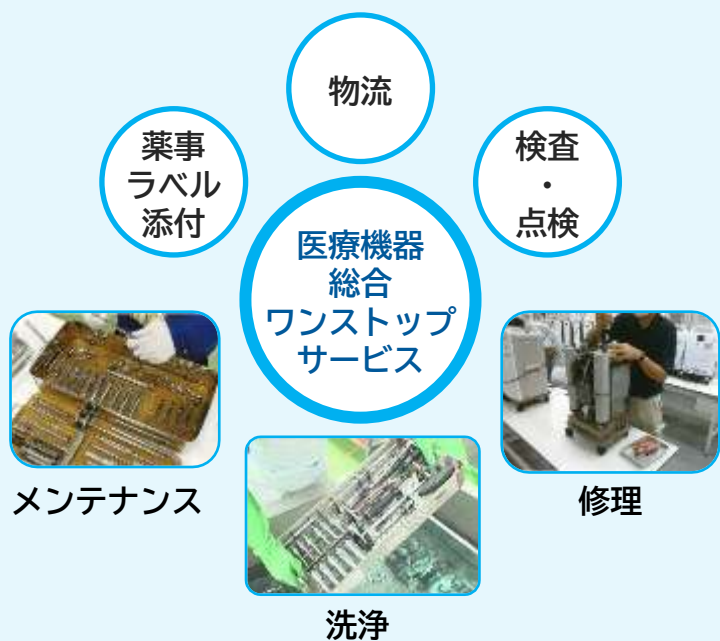 物流
薬事
ラベル
添付
検査
・
点検
医療機器
総合
ワンストップ
サービス
メンテナンス
修理
洗浄